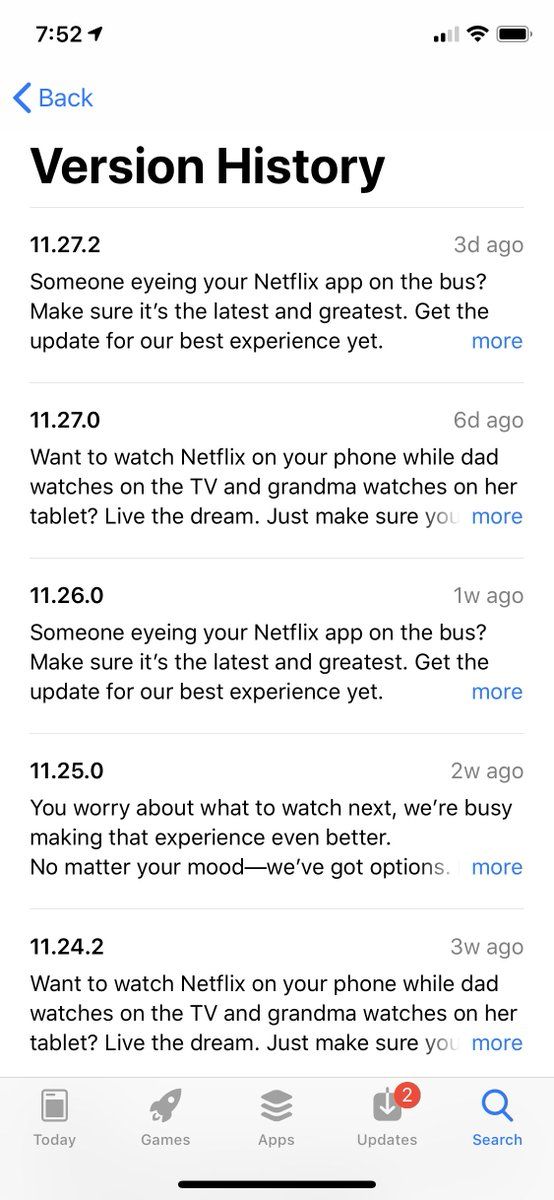 7:52
Back
Version History
11.27.2 3d ago
Someone eyeing your Netflix app on the bus?
Make sure it’s the latest and greatest. Get the
update for our best experience yet. more
11.27.0 6d ago
Want to watch Netflix on your phone while dad
watches on the TV and grandma watches on her
tablet? Live the dream. Just make sure you more
11.26.0 1w ago
Someone eyeing your Netflix app on the bus?
Make sure it’s the latest and greatest. Get the
update for our best experience yet. more
11.25.0 2w ago
You worry about what to watch next, we’re busy
making that experience even better.
No matter your mood—we’ve got options. more
11.24.2 3w ago
Want to watch Netflix on your phone while dad
watches on the TV and grandma watches on her
tablet? Live the dream. Just make sure you more
2
Today Games Apps Updates Search